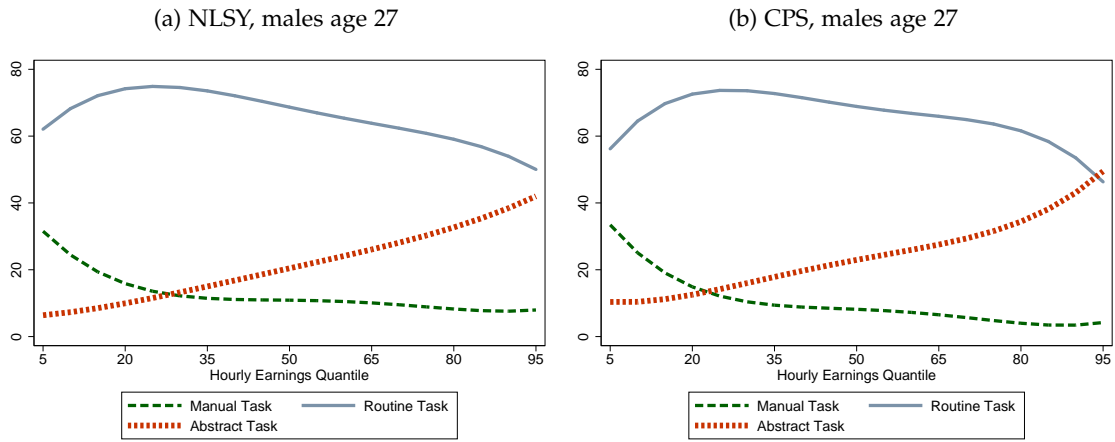 (a) NLSY, males age 27
80
60
40
20
0
5 20 35 50 65 80 95
Hourly Earnings Quantile
Manual Task Routine Task
Abstract Task
(b) CPS, males age 27
80
60
40
20
0
5 20 35 50 65 80 95
Hourly Earnings Quantile
Manual Task Routine Task
Abstract Task